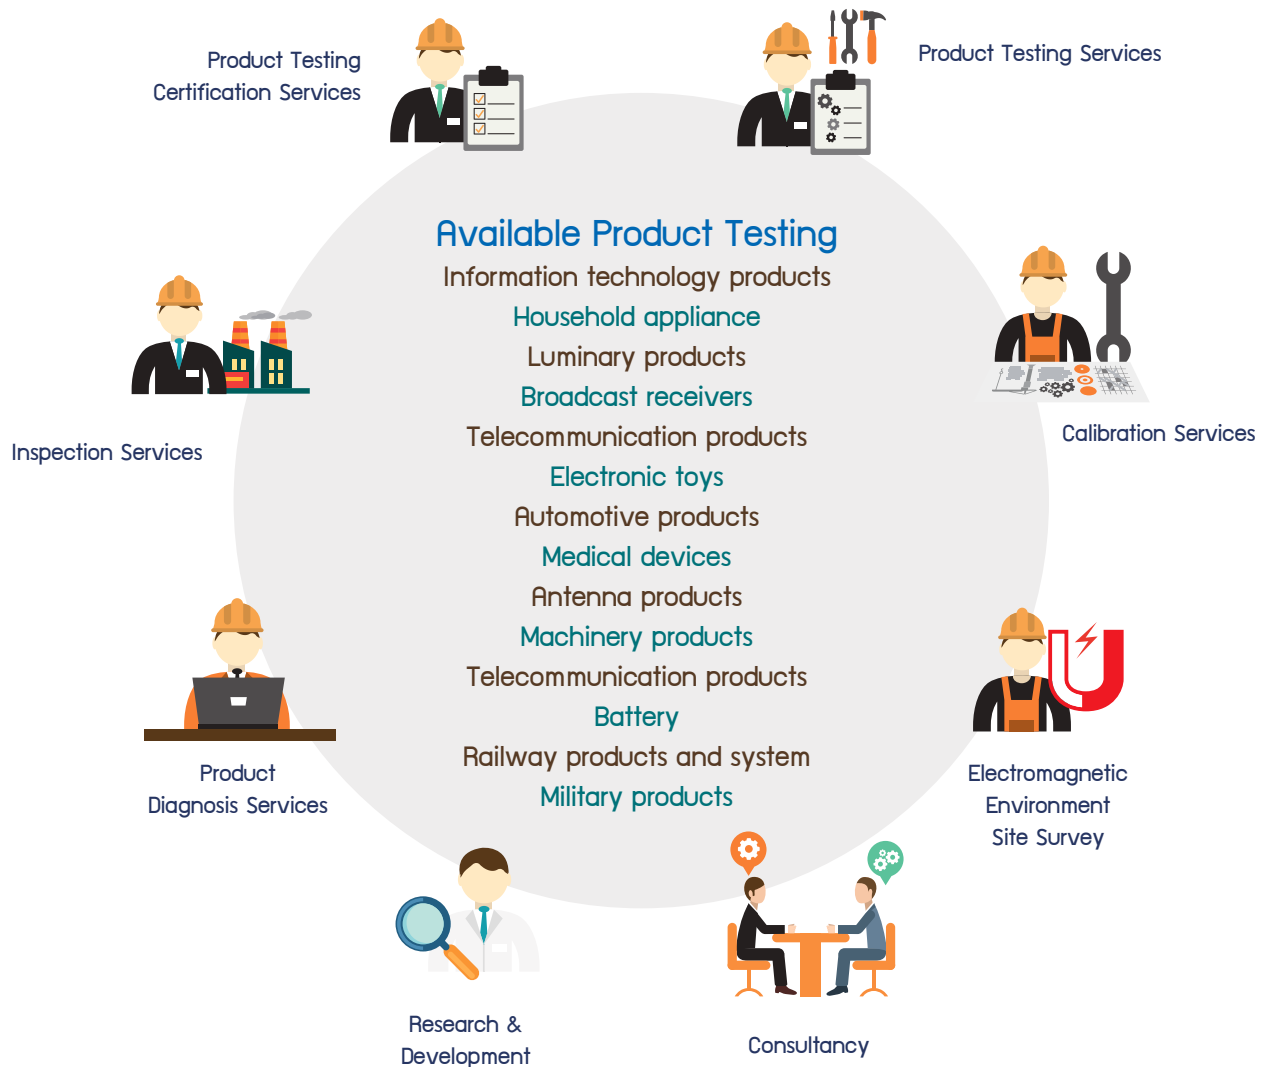 Product Testing
Certification Services
Product Testing Services
Available Product Testing
Information technology products
Household appliance
Luminary products
Broadcast receivers
Telecommunication products
Electronic toys
Automotive products
Medical devices
Antenna products
Machinery products
Telecommunication products
Battery
Railway products and system
Military products
Inspection Services
Calibration Services
Product
Diagnosis Services
Electromagnetic
Environment
Site Survey
Research &
Development
Consultancy